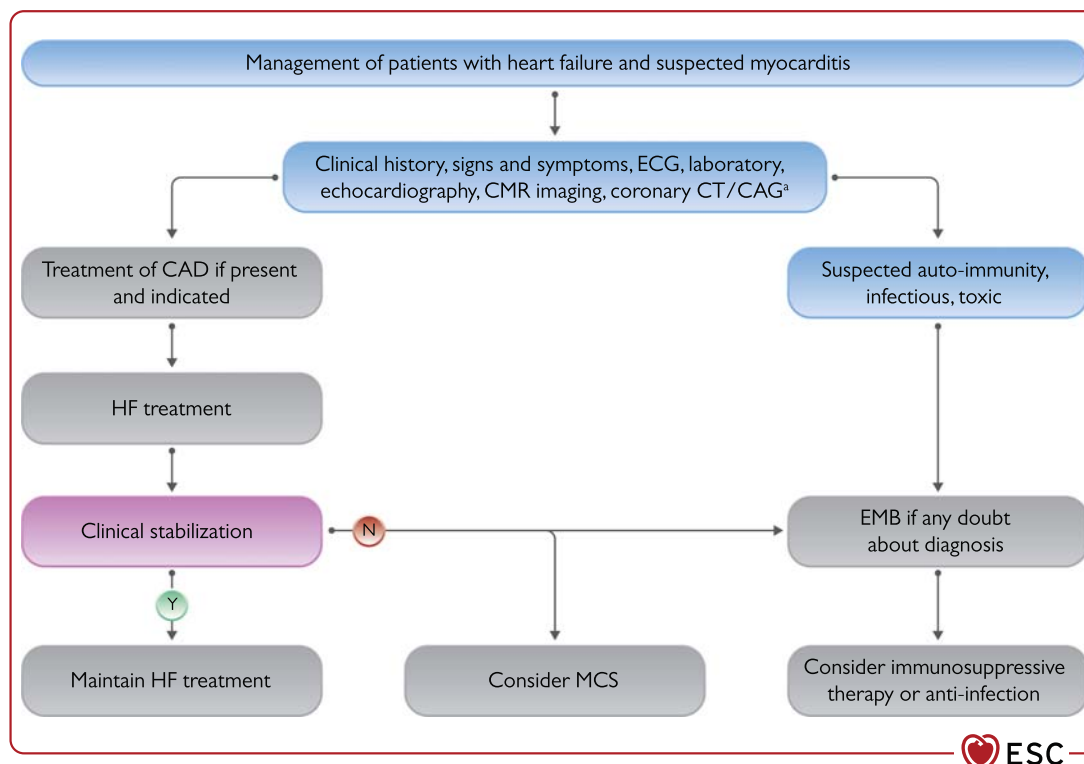 Management of patients with heart failure and suspected myocarditis
Clinical history, signs and symptoms, ECG, laboratory,
echocardiography, CMR imaging, coronary CT/CAGᵃ
Treatment of CAD if present
and indicated
Suspected auto-immunity,
infectious, toxic
HF treatment
Clinical stabilization
N
EMB if any doubt
about diagnosis
Y
Maintain HF treatment
Consider MCS
Consider immunosuppressive
therapy or anti-infection
ESC